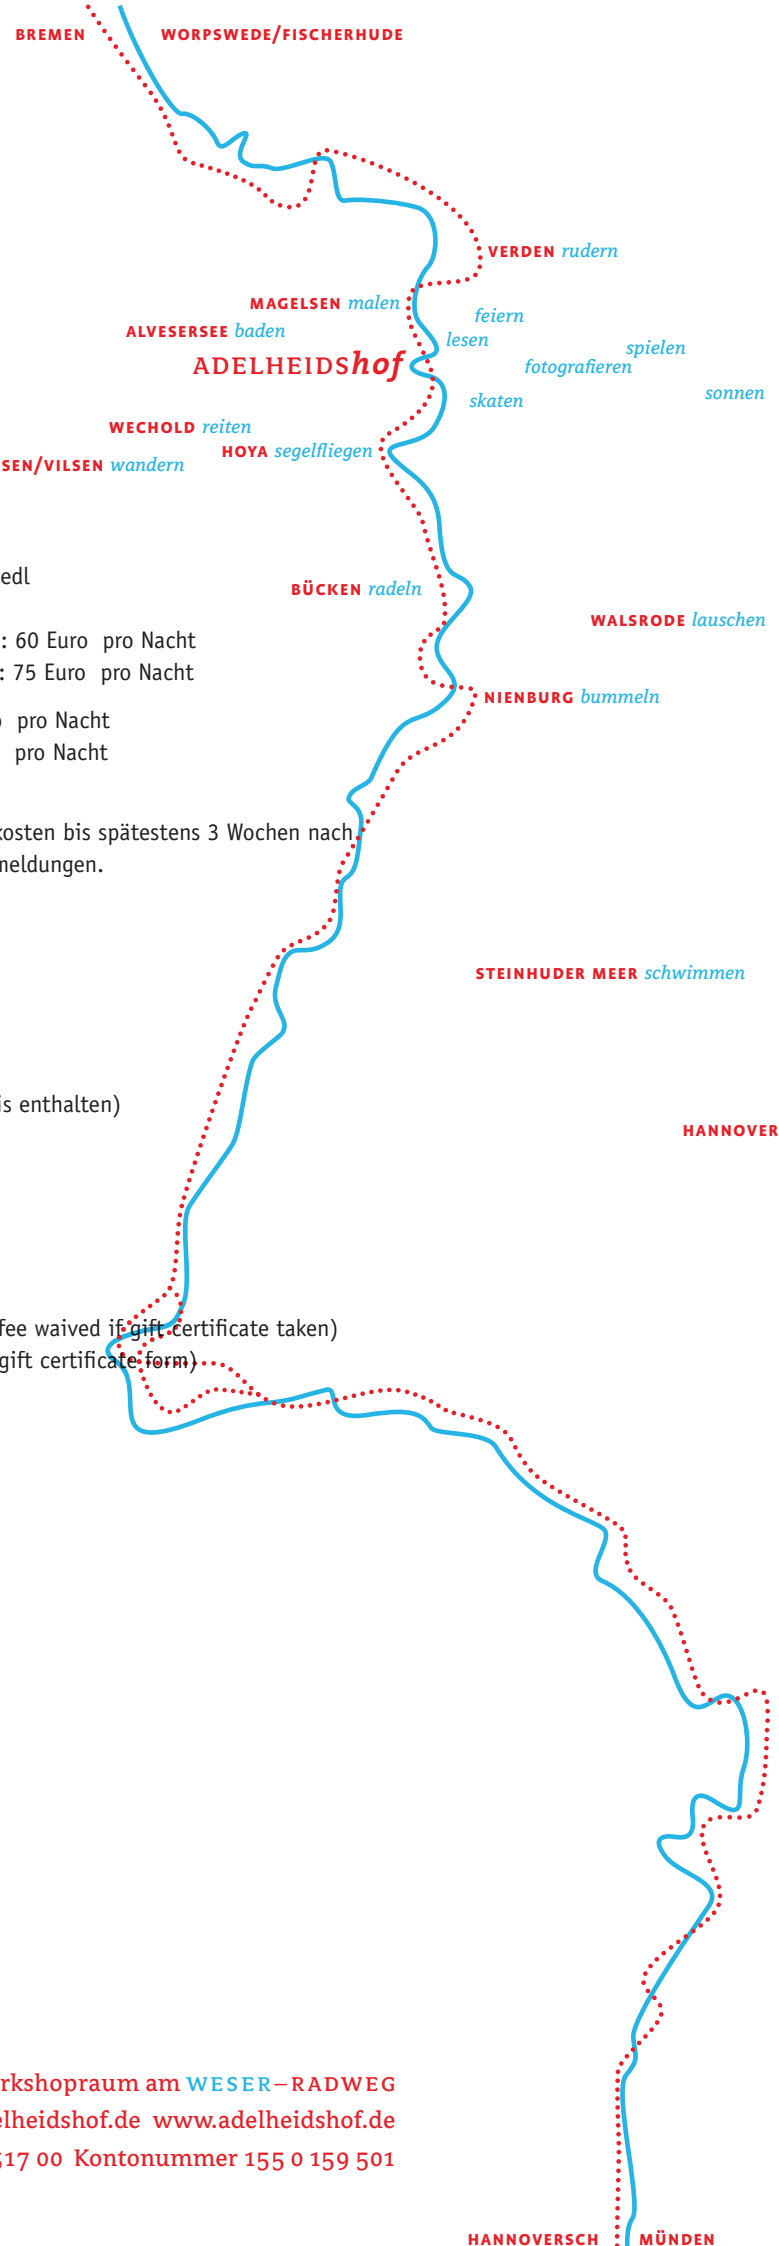 BREMEN WORPSWEDE/FISCHERHUDE
VERDEN rudern
MAGELSEN malen
feiern
ALVESERSEE baden
lesen
spielen
ADELHEIDShof
fotografieren
sonnen
skaten
WECHOLD reiten
HOYA segelfliegen
SEN/VILSEN wandern
edl
BÜCKEN radeln
WALSRODE lauschen
: 60 Euro pro Nacht
: 75 Euro pro Nacht
NIENBURG bummeln
pro Nacht
pro Nacht
kosten bis spätestens 3 Wochen nach
meldungen.
STEINHUDER MEER schwimmen
is enthalten)
HANNOVER
fee waived if gift certificate taken)
gift certificate form)
rkshopraum am WESER–RADWEG
elheidshof.de www.adelheidshof.de
517 00 Kontonummer 155 0 159 501
HANNOVERSCH MÜNDEN